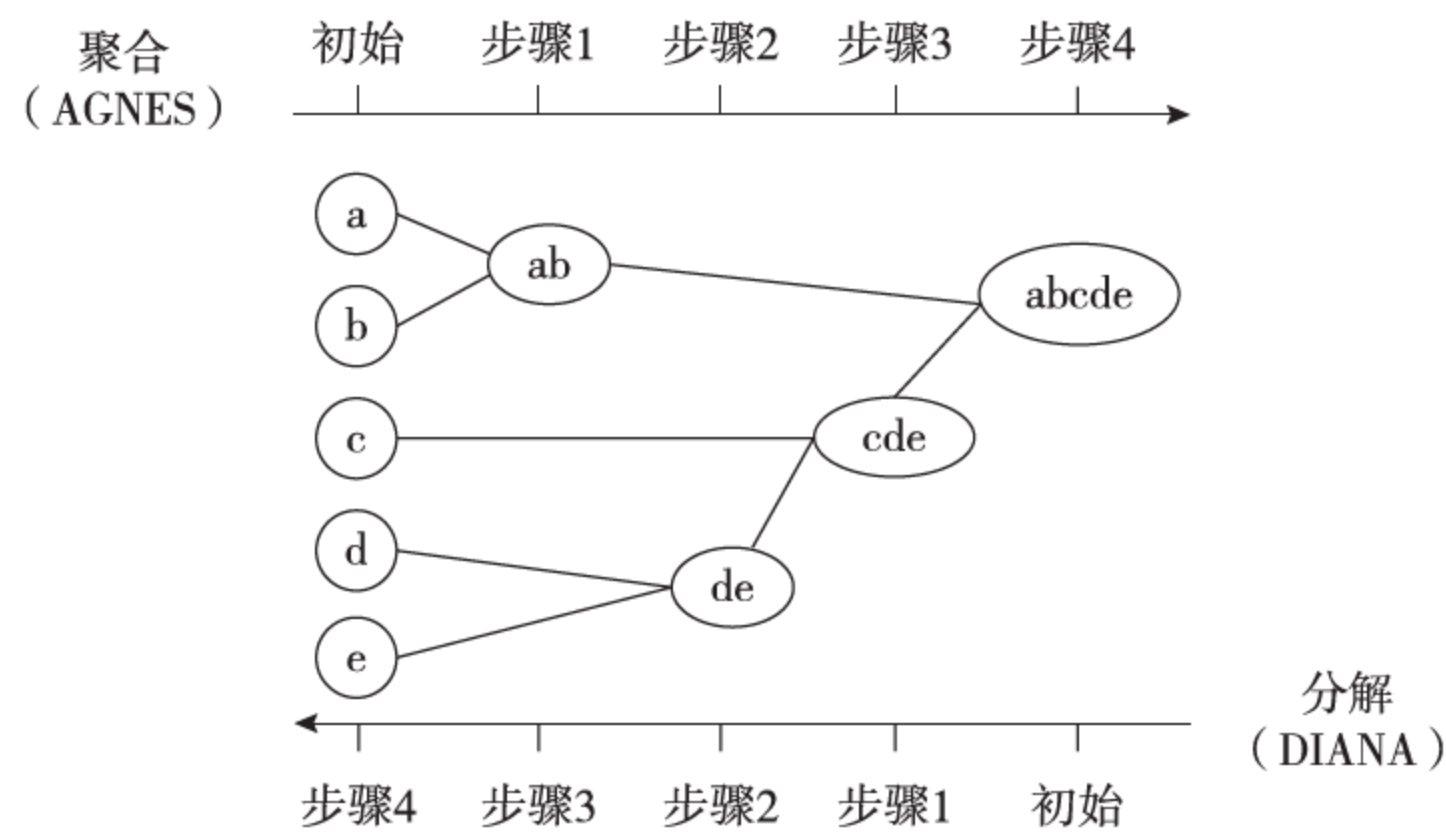 聚合
（AGNES）
初始 步骤1 步骤2 步骤3 步骤4
a
ab
abcde
b
c
cde
d
de
e
分解
（DIANA）
步骤4 步骤3 步骤2 步骤1 初始